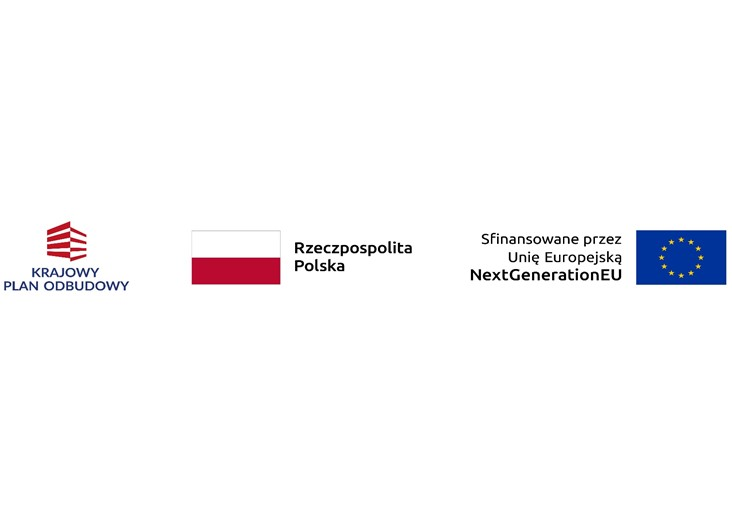 KRAJOWY
PLAN ODBUDOWY
Rzeczpospolita
Polska
Sfinansowane przez
Unię Europejską
NextGenerationEU